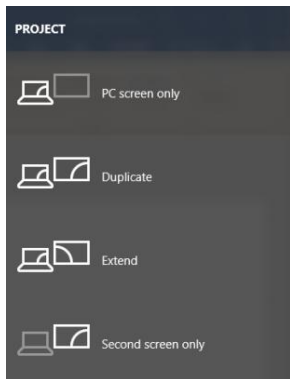 PROJECT
PC screen only
Duplicate
Extend
Second screen only